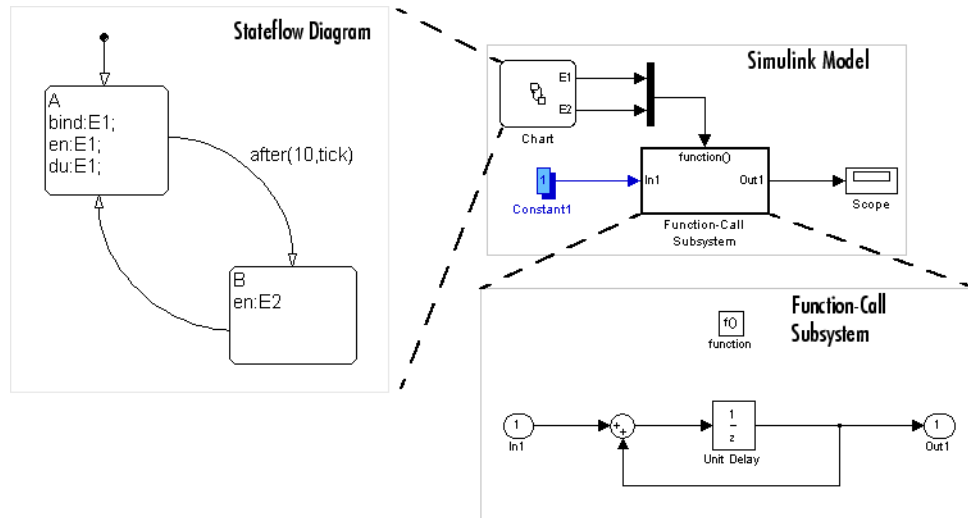 Stateflow Diagram
A
bind:E1;
en:E1;
du:E1;
after(10,tick)
B
en:E2
Simulink Model
E1
E2
Chart
function()
1
In1
Out1
Constant1
Scope
Function-Call
Subsystem
Function-Call
Subsystem
f()
function
1
In1
+
+
1
z
Unit Delay
1
Out1